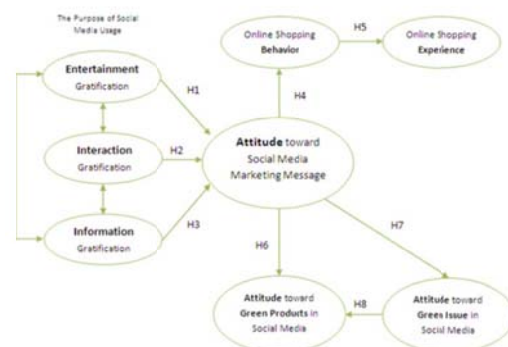 The Purpose of Social
Media Usage
Entertainment
Gratification
Interaction
Gratification
Information
Gratification
H1
H2
H3
Attitude toward
Social Media
Marketing Message
H4
Online Shopping
Behavior
H5
Online Shopping
Experience
H6
H7
Attitude toward
Green Products in
Social Media
H8
Attitude toward
Grees Issue in
Social Media